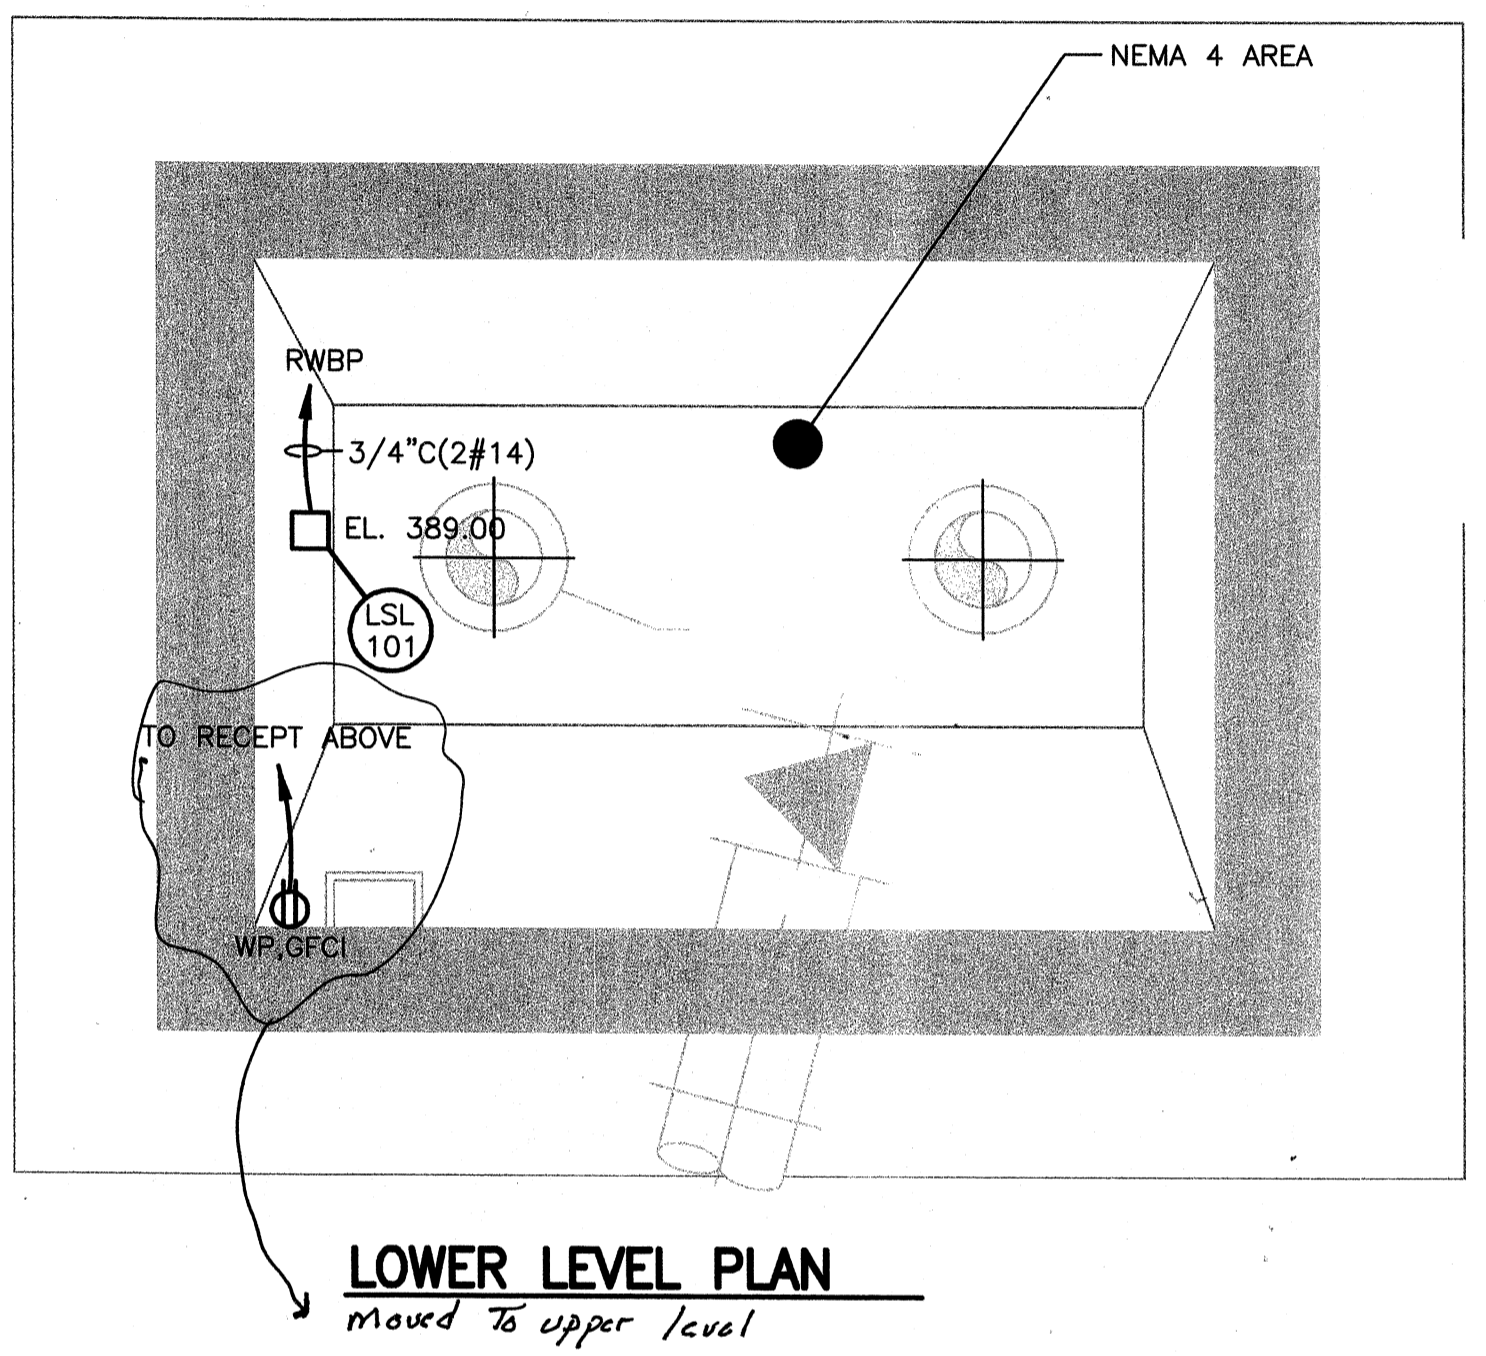 NEMA 4 AREA
RWBP
3/4"C(2#14)
EL. 389.00
LSL
101
TO RECEPT ABOVE
WP,GFCI
LOWER LEVEL PLAN
moved To upper level